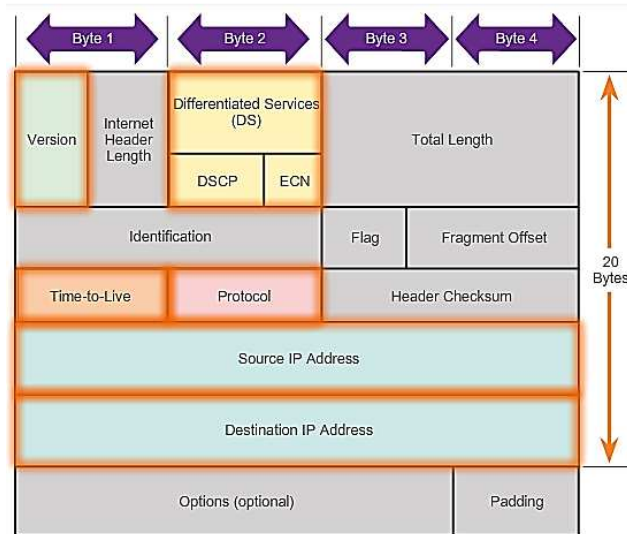 Byte 1 Byte 2 Byte 3 Byte 4
Version
Internet
Header
Length
Differentiated Services
(DS)
DSCP ECN
Total Length
Identification Flag Fragment Offset
Time-to-Live Protocol Header Checksum
Source IP Address
Destination IP Address
Options (optional) Padding
20
Bytes